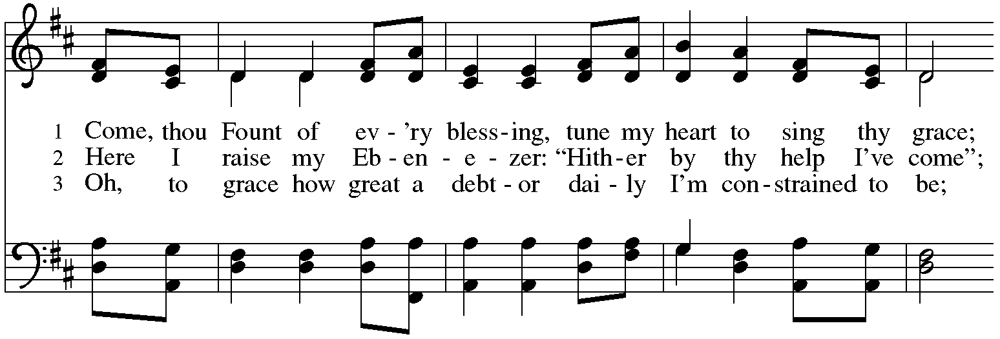 1 Come, thou Fount of ev - 'ry bless - ing, tune my heart to sing thy grace;
2 Here I raise my Eb - en - e - zer: “Hith - er by thy help I've come”;
3 Oh, to grace how great a debt - or dai - ly I'm con - strained to be;